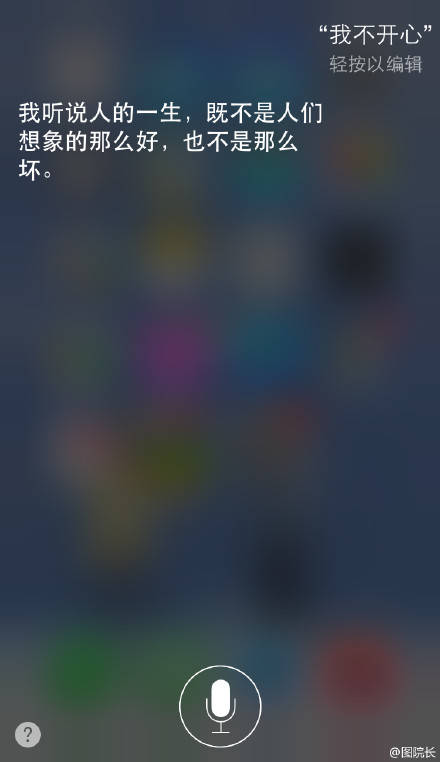 “我不开心”
轻按以编辑
我听说人的一生，既不是人们
想象的那么好，也不是那么
坏。
?
@图院长